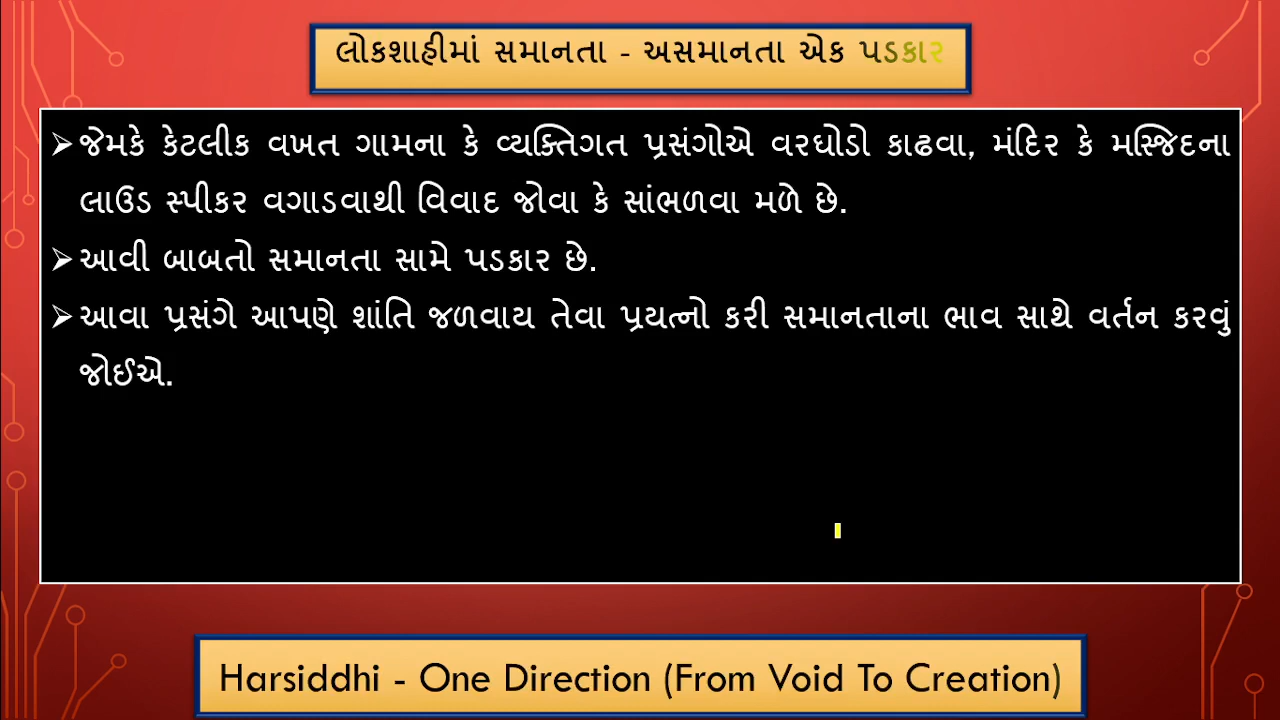 લોકશાહીમાં સમાનતા - અસમાનતા એક પડકાર
➢ જેમકે કેટલીક વખત ગામના કે વ્યક્તિગત પ્રસંગોએ વરઘોડો કાઢવા, મંદિર કે મસ્જિદના
લાઉડ સ્પીકર વગાડવાથી વિવાદ જોવા કે સાંભળવા મળે છે.
➢ આવી બાબતો સમાનતા સામે પડકાર છે.
➢ આવા પ્રસંગે આપણે શાંતિ જળવાય તેવા પ્રયત્નો કરી સમાનતાના ભાવ સાથે વર્તન કરવું
જોઈએ.
Harsiddhi - One Direction (From Void To Creation)